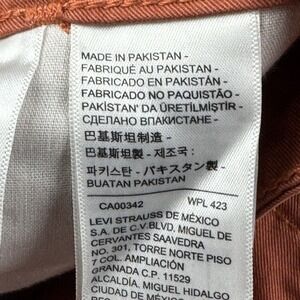 MADE IN PAKISTAN -
FABRIQUÉ AU PAKISTAN -
FABRICADO EN PAKISTÁN -
FABRICADO NO PAQUISTÃO -
PAKİSTAN' DA ÜRETİLMİŞTİR -
СДЕЛАНО ВПАКИСТАНЕ -
巴基斯坦制造 -
巴基斯坦製 - 제조국 :
파키스탄 - パキスタン製 -
BUATAN PAKISTAN
CA00342 WPL 423
LEVI STRAUSS DE MÉXICO
S.A. DE C.V.BLVD. MIGUEL DE
CERVANTES SAAVEDRA
NO. 301, TORRE NORTE PISO
7 COL. AMPLIACIÓN
GRANADA C.P. 11529
ALCALDÍA MIGUEL HIDALGO